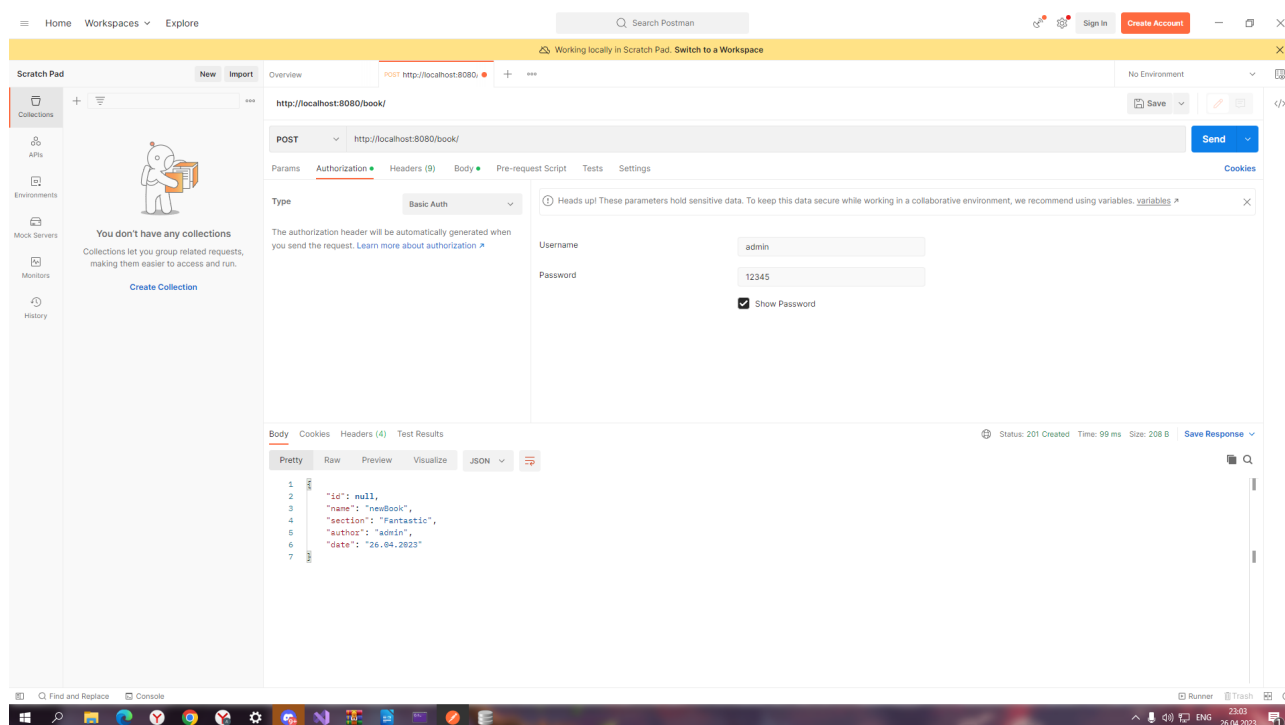 Home Workspaces Explore Search Postman Sign In Create Account
Working locally in Scratch Pad. Switch to a Workspace
Scratch Pad New Import Overview POST http://localhost:8080/ No Environment
Collections
http://localhost:8080/book/ Save
APIs
POST http://localhost:8080/book/ Send
Params Authorization Headers (9) Body Pre-request Script Tests Settings Cookies
Environments
Type Basic Auth Heads up! These parameters hold sensitive data. To keep this data secure while working in a collaborative environment, we recommend using variables. variables
Mock Servers
You don't have any collections
Collections let you group related requests,
making them easier to access and run.
Create Collection
The authorization header will be automatically generated when
you send the request. Learn more about authorization
Username admin
Monitors
Password 12345
Show Password
History
Body Cookies Headers (4) Test Results Status: 201 Created Time: 99 ms Size: 208 B Save Response
Pretty Raw Preview Visualize JSON
1 {
2 "id": null,
3 "name": "newBook",
4 "section": "Fantastic",
5 "author": "admin",
6 "date": "26.04.2023"
7 }
Find and Replace Console Runner Trash
ENG 23:03
26.04.2023